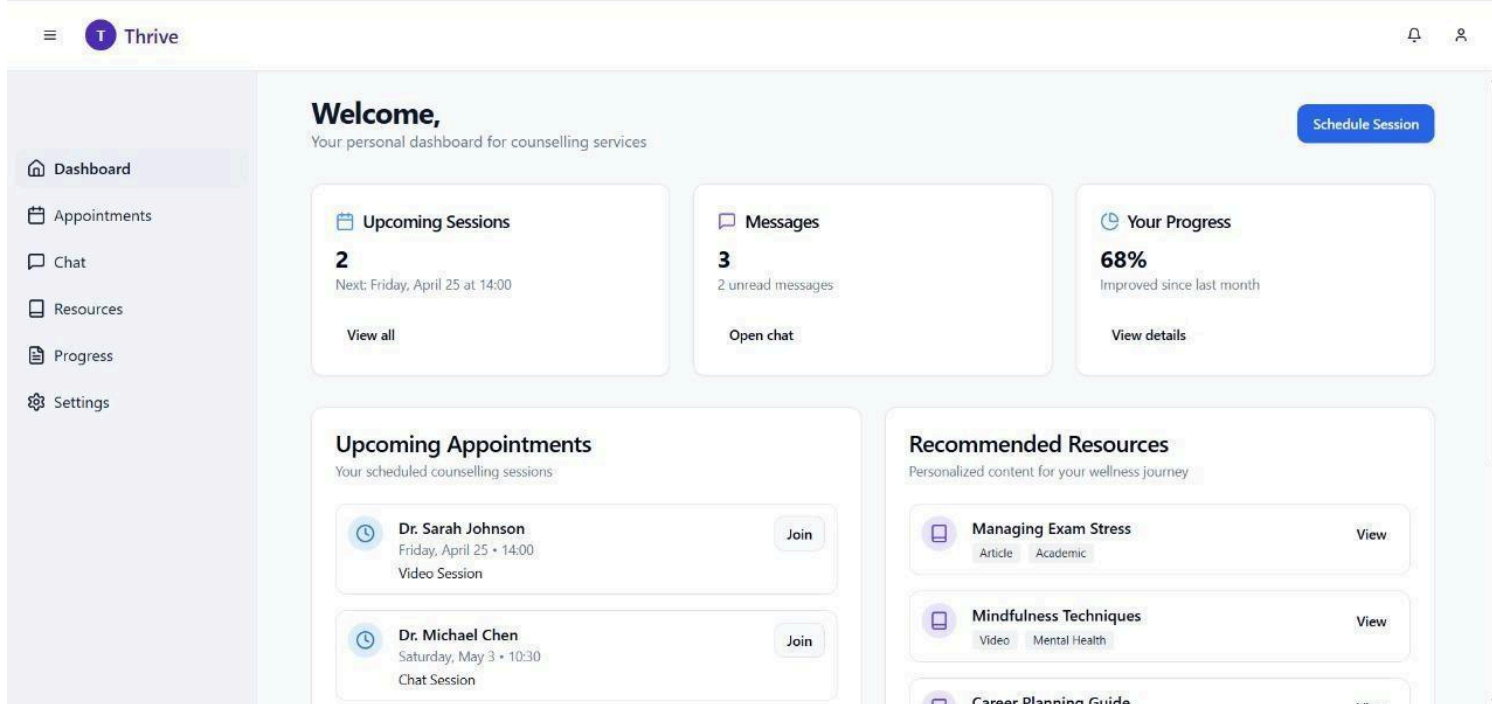 T Thrive
Welcome,
Your personal dashboard for counselling services
Schedule Session
Dashboard
Appointments
Chat
Resources
Progress
Settings
Upcoming Sessions
2
Next: Friday, April 25 at 14:00
View all
Messages
3
2 unread messages
Open chat
Your Progress
68%
Improved since last month
View details
Upcoming Appointments
Your scheduled counselling sessions
Dr. Sarah Johnson
Friday, April 25 • 14:00
Video Session
Join
Dr. Michael Chen
Saturday, May 3 • 10:30
Chat Session
Join
Recommended Resources
Personalized content for your wellness journey
Managing Exam Stress
Article Academic
View
Mindfulness Techniques
Video Mental Health
View
Career Planning Guide